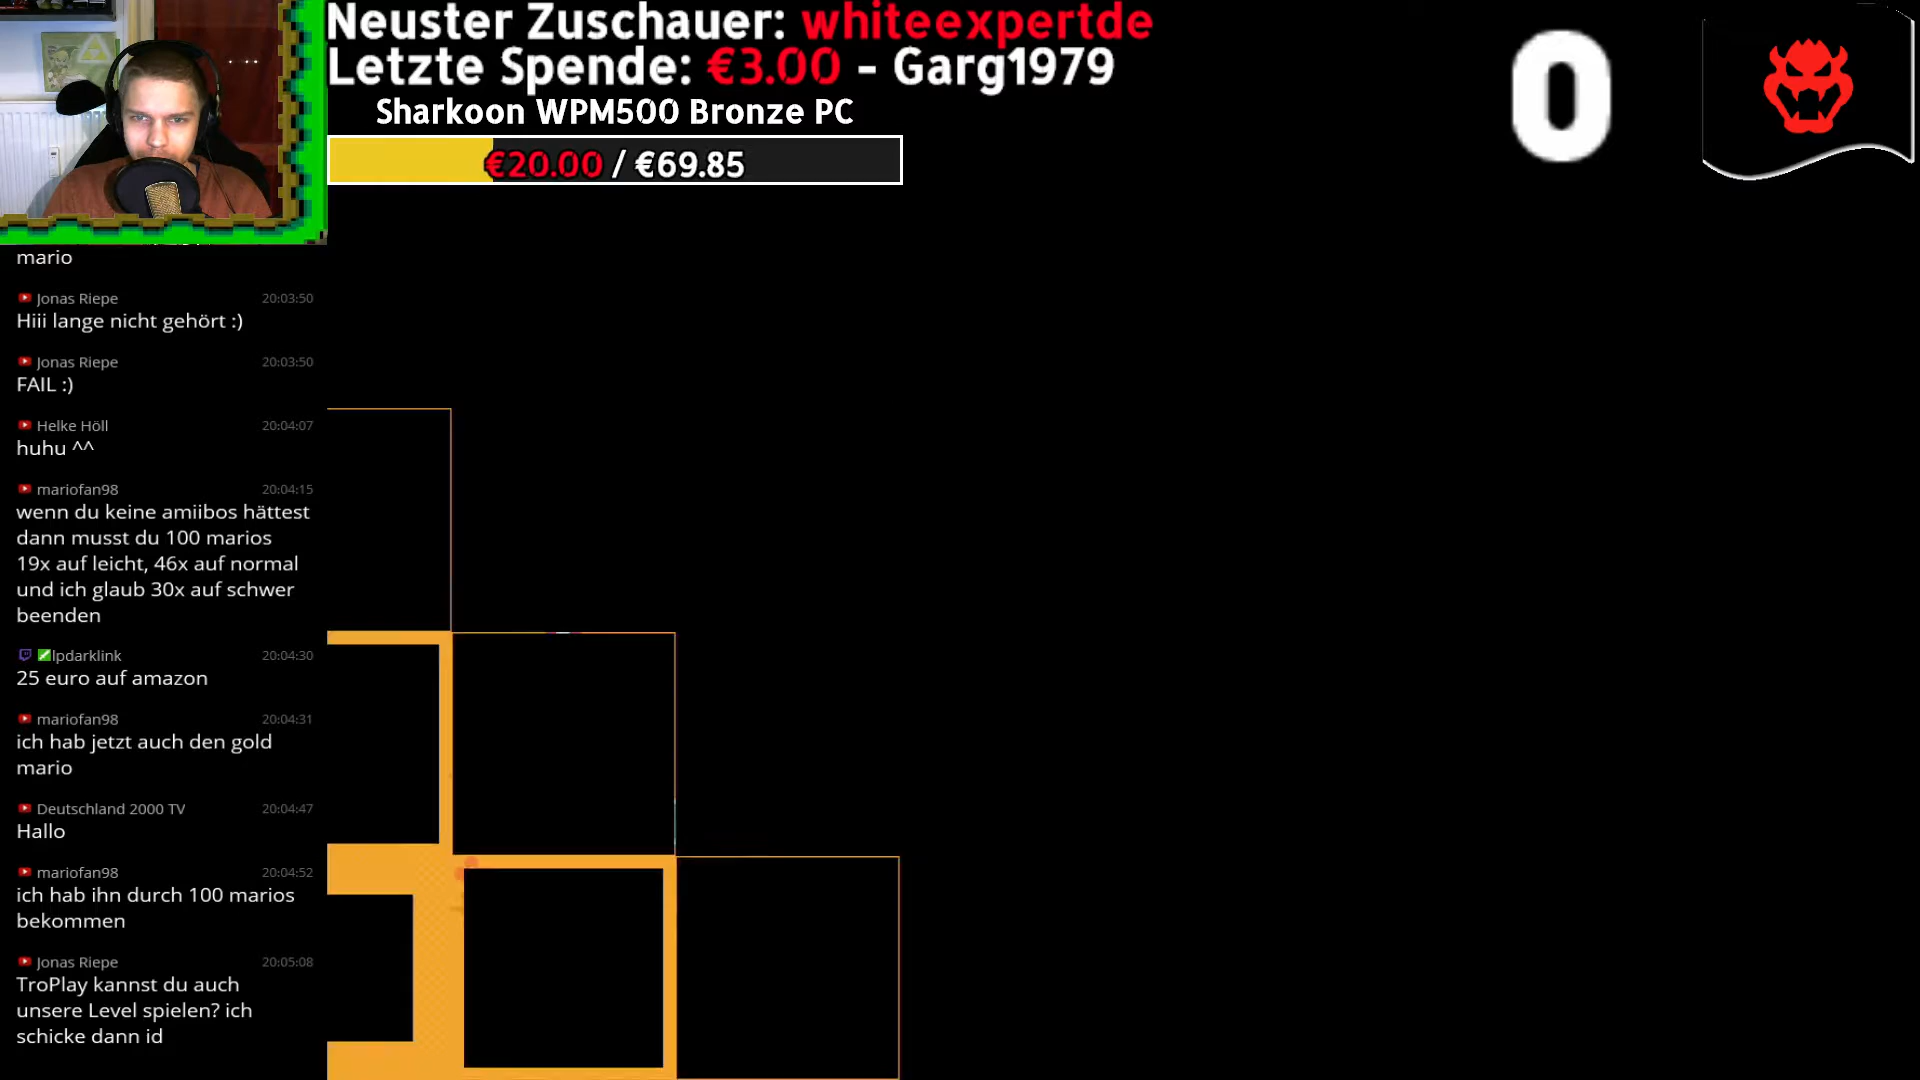 Neuster Zuschauer: whiteexpertde
Letzte Spende: €3.00 - Garg1979
Sharkoon WPM500 Bronze PC
€20.00 / €69.85
0
mario
Jonas Riepe 20:03:50
Hiii lange nicht gehört :)
Jonas Riepe 20:03:50
FAIL :)
Helke Höll 20:04:07
huhu ^^
mariofan98 20:04:15
wenn du keine amiibos hättest
dann musst du 100 marios
19x auf leicht, 46x auf normal
und ich glaub 30x auf schwer
beenden
lpdarklink 20:04:30
25 euro auf amazon
mariofan98 20:04:31
ich hab jetzt auch den gold
mario
Deutschland 2000 TV 20:04:47
Hallo
mariofan98 20:04:52
ich hab ihn durch 100 marios
bekommen
Jonas Riepe 20:05:08
TroPlay kannst du auch
unsere Level spielen? ich
schicke dann id